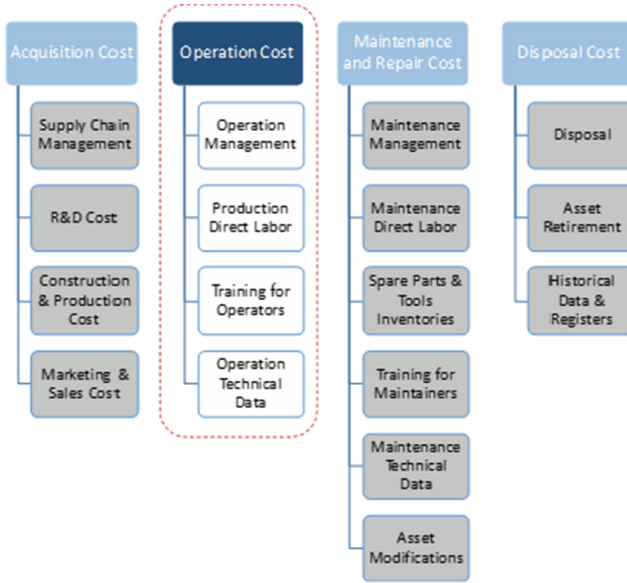 Acquisition Cost
Supply Chain
Management
R&D Cost
Construction
& Production
Cost
Marketing &
Sales Cost
Operation Cost
Operation
Management
Production
Direct Labor
Training for
Operators
Operation
Technical
Data
Maintenance
and Repair Cost
Maintenance
Management
Maintenance
Direct Labor
Spare Parts &
Tools
Inventories
Training for
Maintainers
Maintenance
Technical
Data
Asset
Modifications
Disposal Cost
Disposal
Asset
Retirement
Historical
Data &
Registers